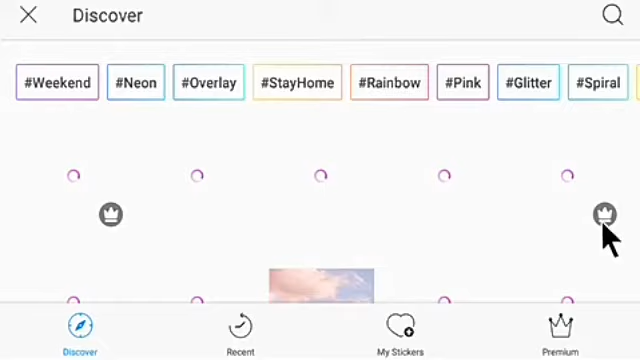 Discover
#Weekend #Neon #Overlay #StayHome #Rainbow #Pink #Glitter #Spiral
Discover Recent My Stickers Premium